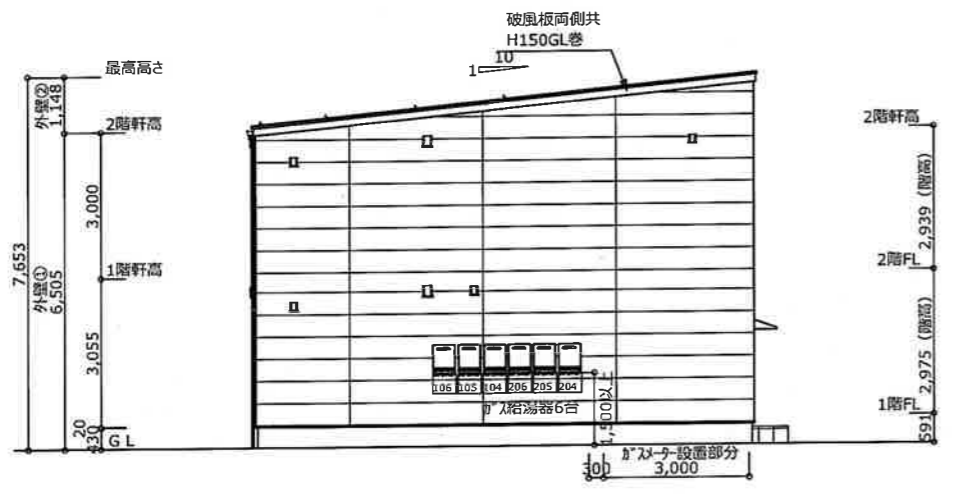 破風板両側共
H150GL巻
10
1
最高高さ
外壁②
1,148
2階軒高
2階軒高
3,000
2,939 (階高)
7,653
外壁①
6,505
1階軒高
2階FL
3,055
2,975 (階高)
106 105 104 206 205 204
ガス給湯器6台
1,500以上
1階FL
20
430
GL
591
ガスメーター設置部分
300
3,000